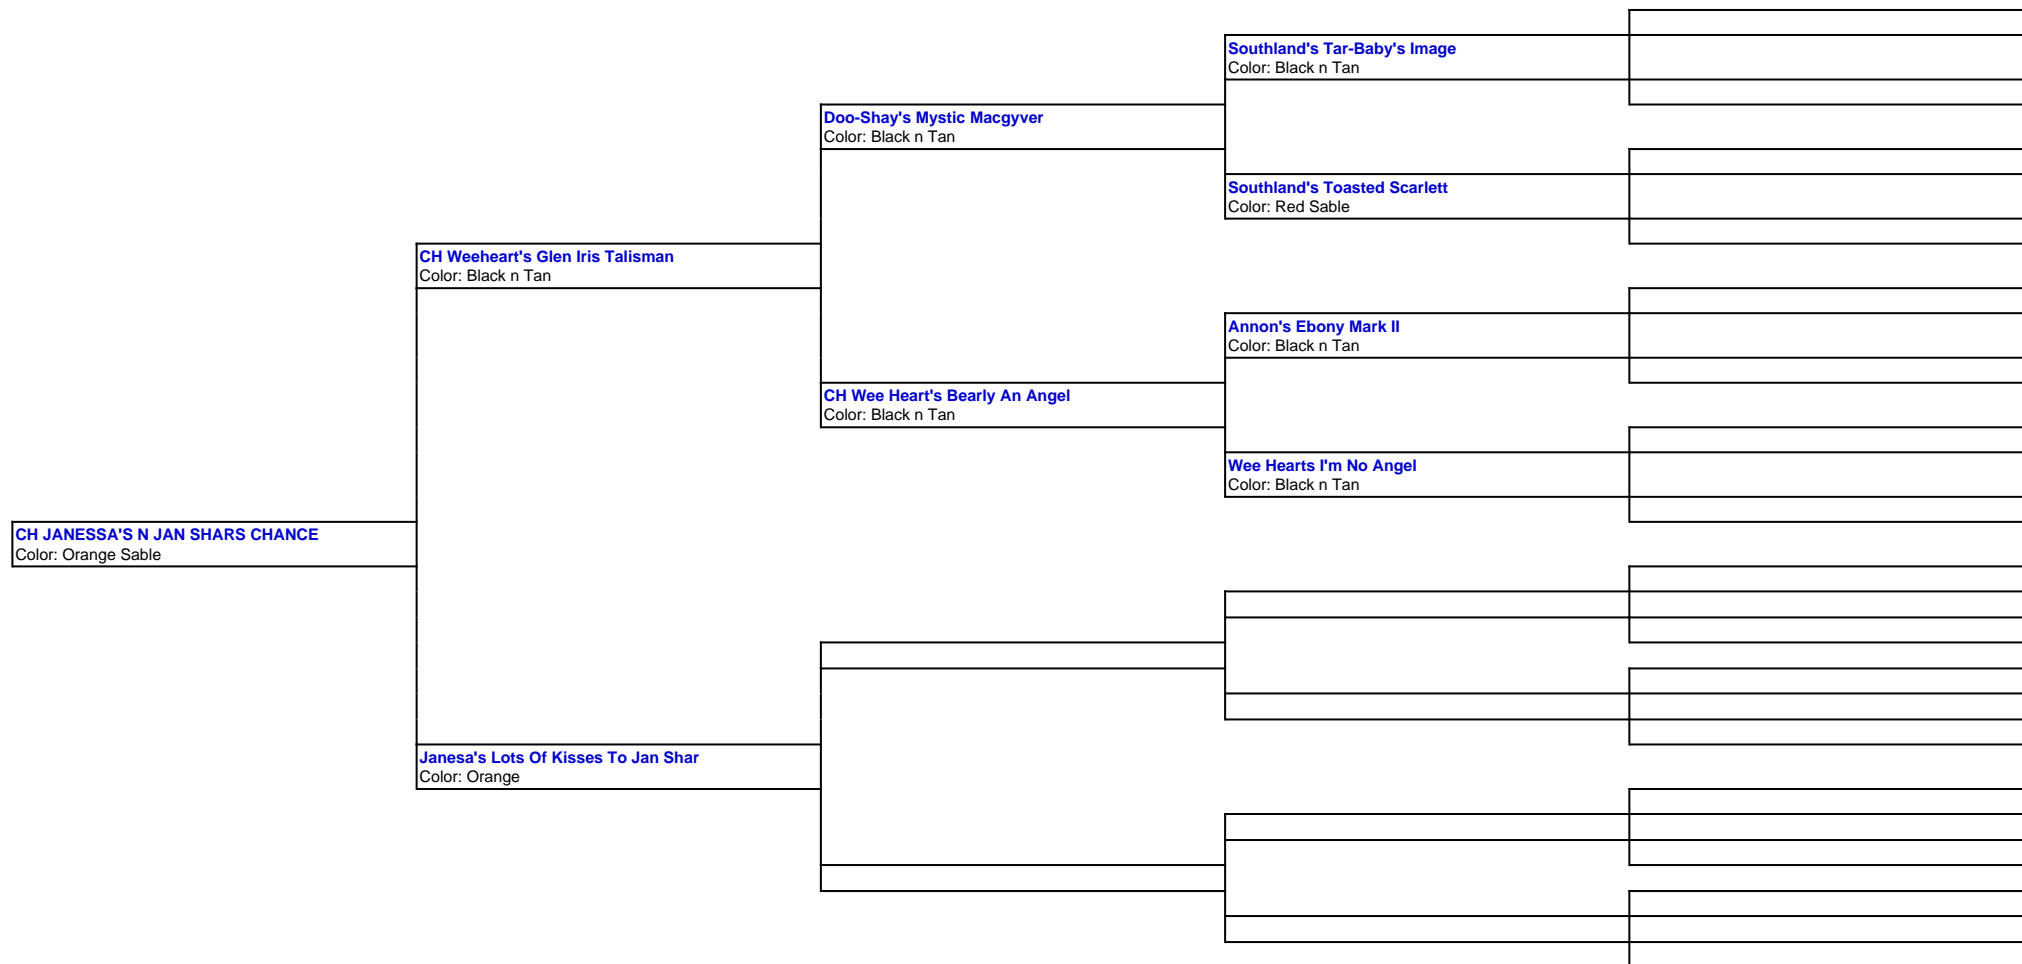 Southland's Tar-Baby's Image
Color: Black n Tan
Doo-Shay's Mystic Macgyver
Color: Black n Tan
Southland's Toasted Scarlett
Color: Red Sable
CH Weeheart's Glen Iris Talisman
Color: Black n Tan
Annon's Ebony Mark II
Color: Black n Tan
CH Wee Heart's Bearly An Angel
Color: Black n Tan
Wee Hearts I'm No Angel
Color: Black n Tan
CH JANESSA'S N JAN SHARS CHANCE
Color: Orange Sable
Janesa's Lots Of Kisses To Jan Shar
Color: Orange